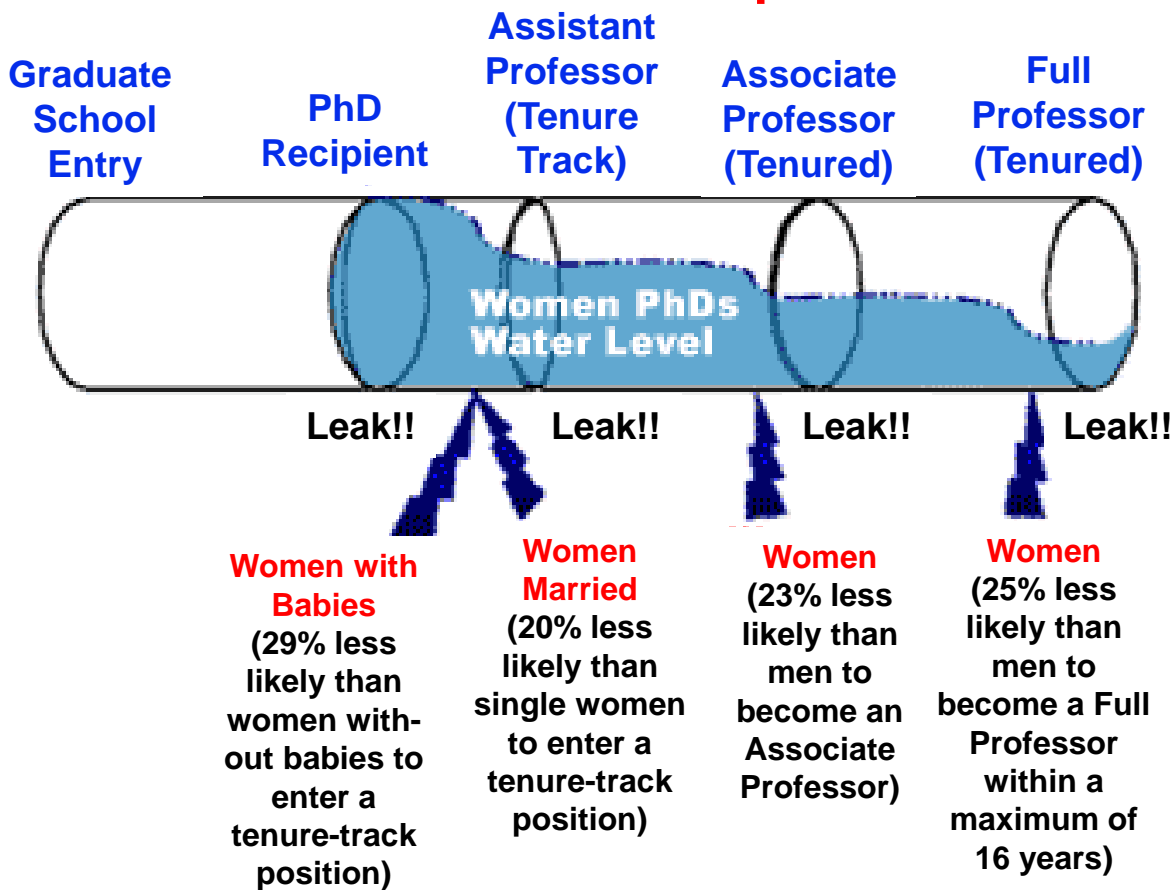 Graduate
School
Entry
PhD
Recipient
Assistant
Professor
(Tenure
Track)
Associate
Professor
(Tenured)
Full
Professor
(Tenured)
Women PhDs
Water Level
Leak!!
Leak!!
Leak!!
Leak!!
Women with
Babies
(29% less
likely than
women with-
out babies to
enter a
tenure-track
position)
Women
Married
(20% less
likely than
single women
to enter a
tenure-track
position)
Women
(23% less
likely than
men to
become an
Associate
Professor)
Women
(25% less
likely than
men to
become a Full
Professor
within a
maximum of
16 years)